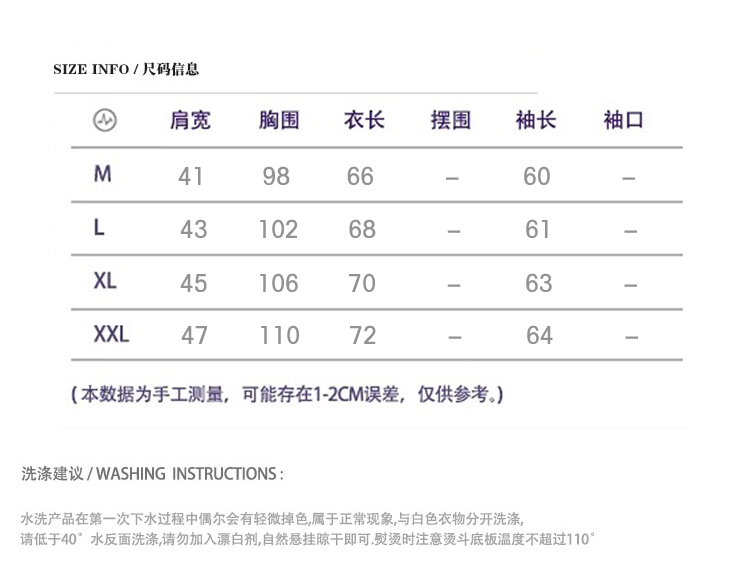 SIZE INFO / 尺码信息
肩宽 胸围 衣长 摆围 袖长 袖口
M 41 98 66 – 60 –
L 43 102 68 – 61 –
XL 45 106 70 – 63 –
XXL 47 110 72 – 64 –
( 本数据为手工测量，可能存在1-2CM误差，仅供参考。)
洗涤建议 / WASHING INSTRUCTIONS :
水洗产品在第一次下水过程中偶尔会有轻微掉色,属于正常现象,与白色衣物分开洗涤,
请低于40°水反面洗涤,请勿加入漂白剂,自然悬挂晾干即可.熨烫时注意烫斗底板温度不超过110°